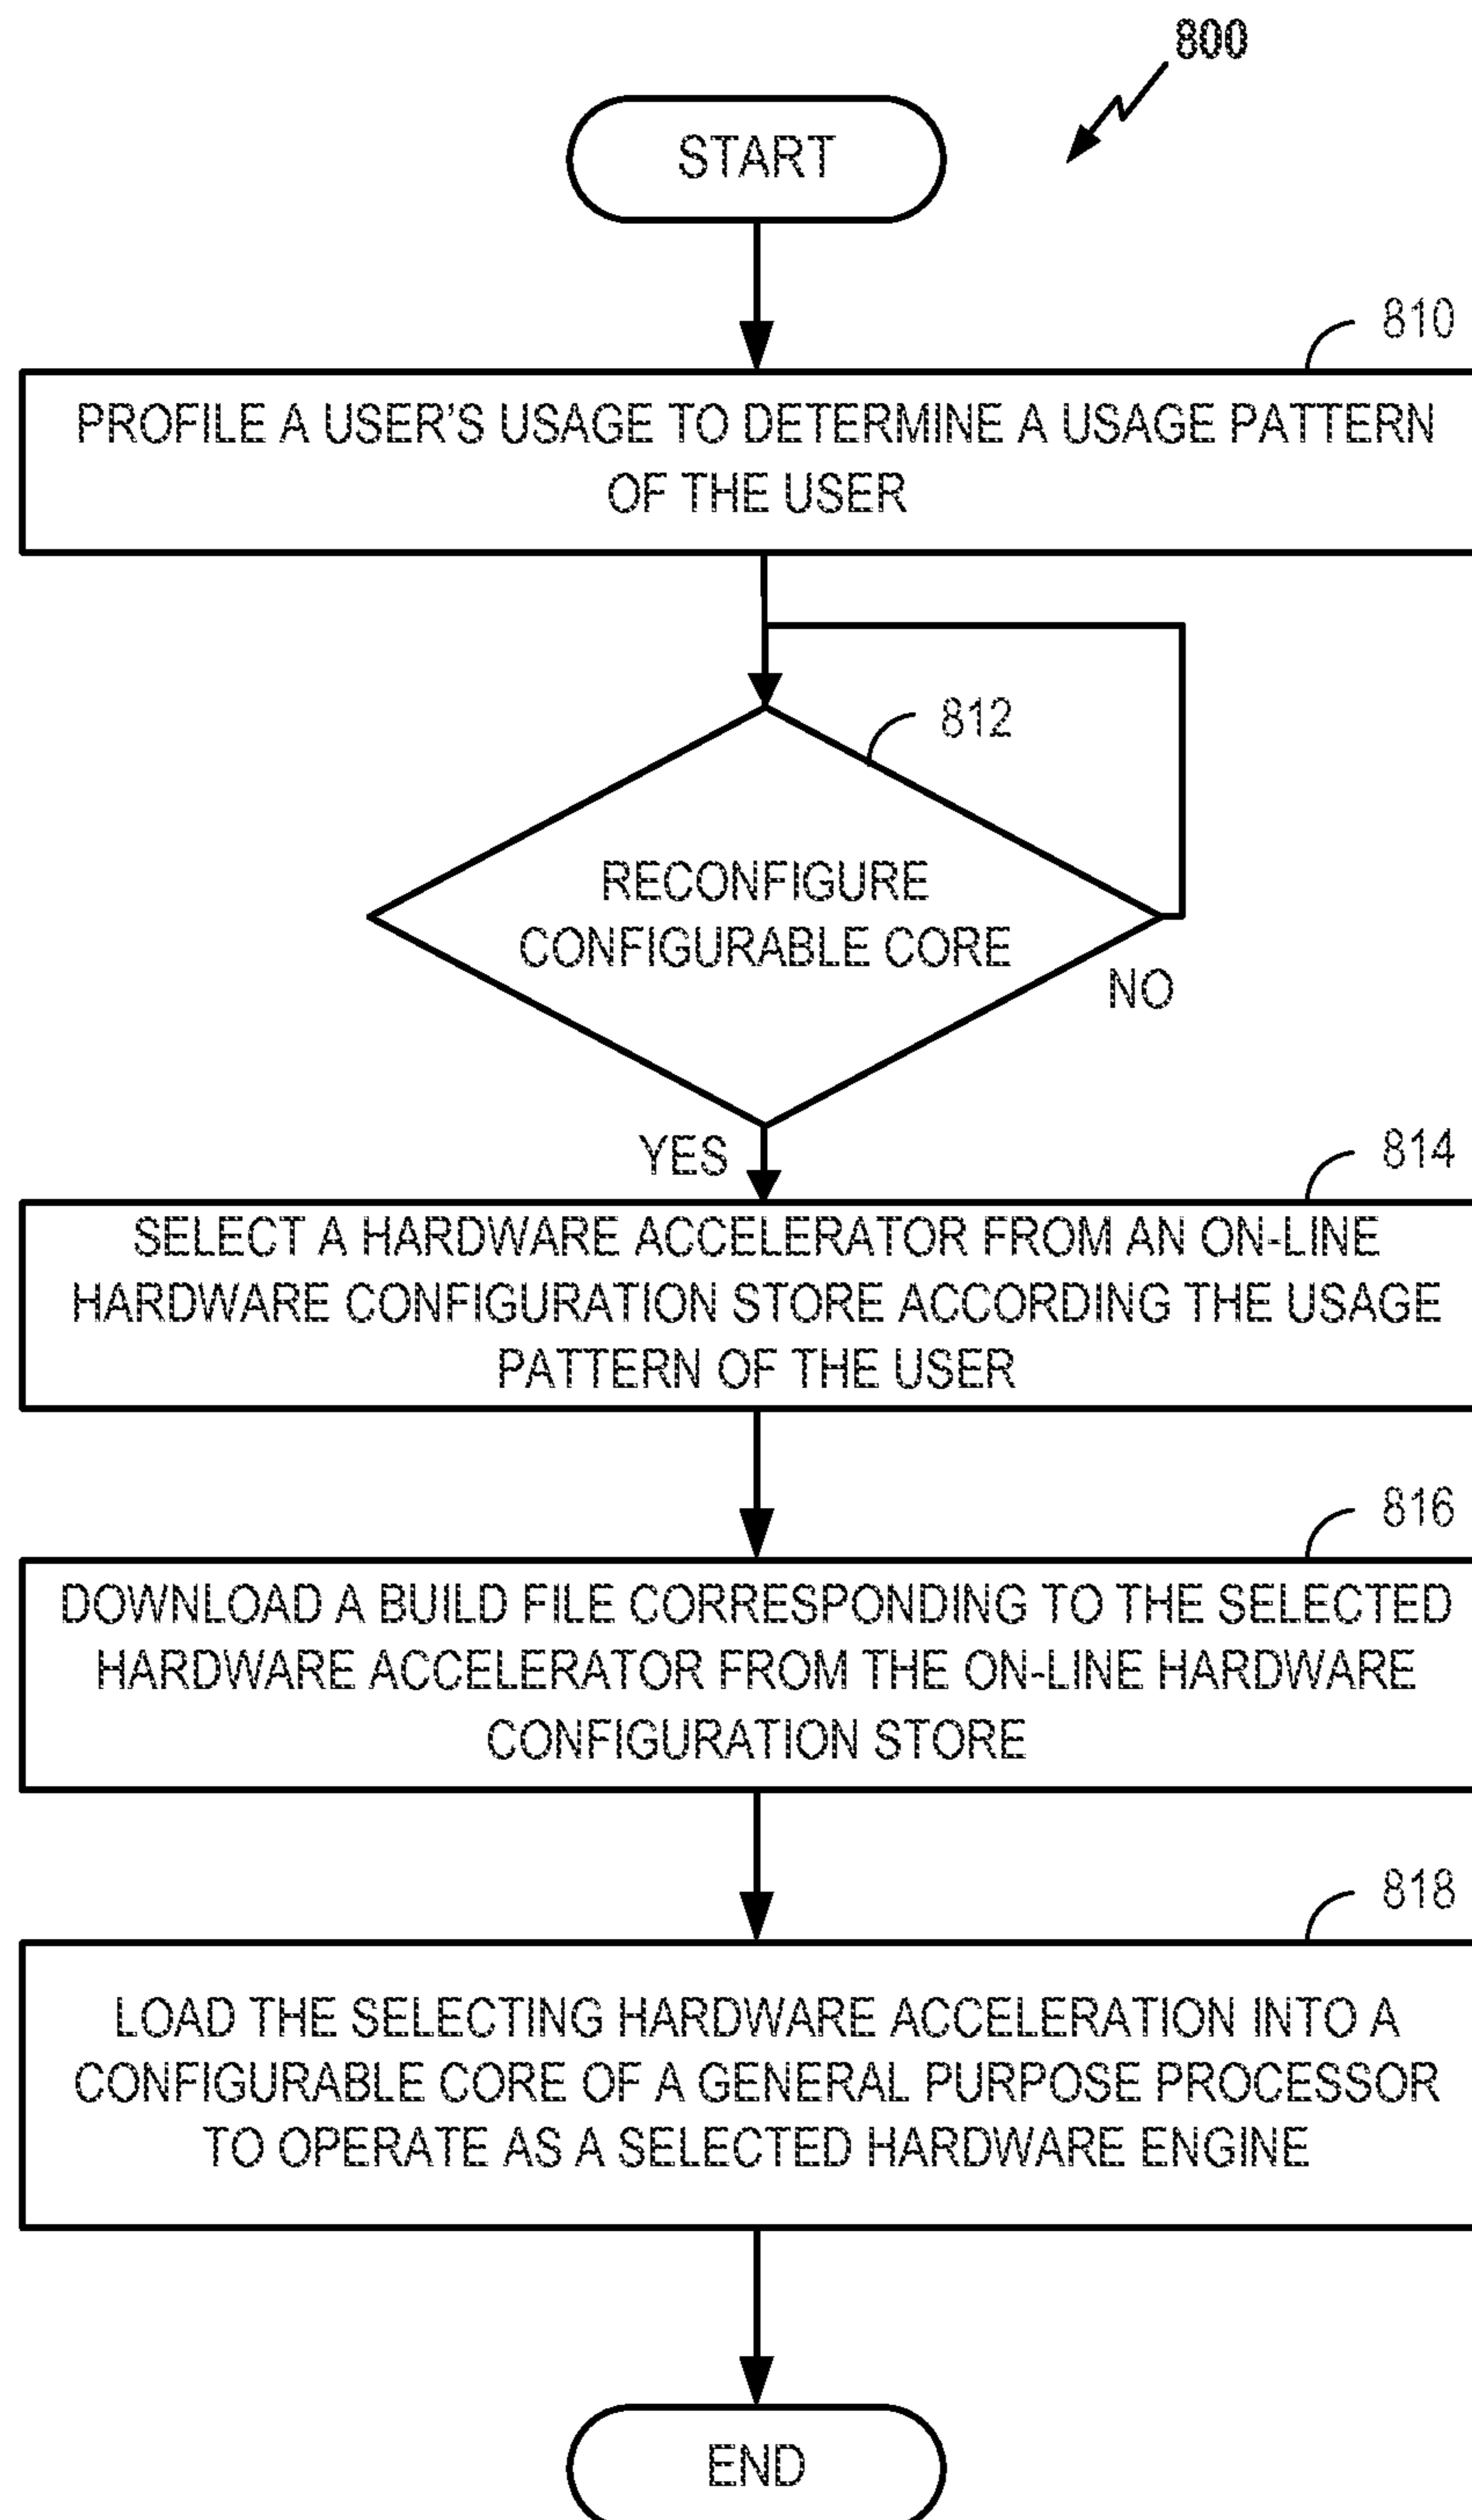 800
START
810
PROFILE A USER'S USAGE TO DETERMINE A USAGE PATTERN
OF THE USER
812
RECONFIGURE
CONFIGURABLE CORE
NO
YES
814
SELECT A HARDWARE ACCELERATOR FROM AN ON-LINE
HARDWARE CONFIGURATION STORE ACCORDING THE USAGE
PATTERN OF THE USER
816
DOWNLOAD A BUILD FILE CORRESPONDING TO THE SELECTED
HARDWARE ACCELERATOR FROM THE ON-LINE HARDWARE
CONFIGURATION STORE
818
LOAD THE SELECTING HARDWARE ACCELERATION INTO A
CONFIGURABLE CORE OF A GENERAL PURPOSE PROCESSOR
TO OPERATE AS A SELECTED HARDWARE ENGINE
END